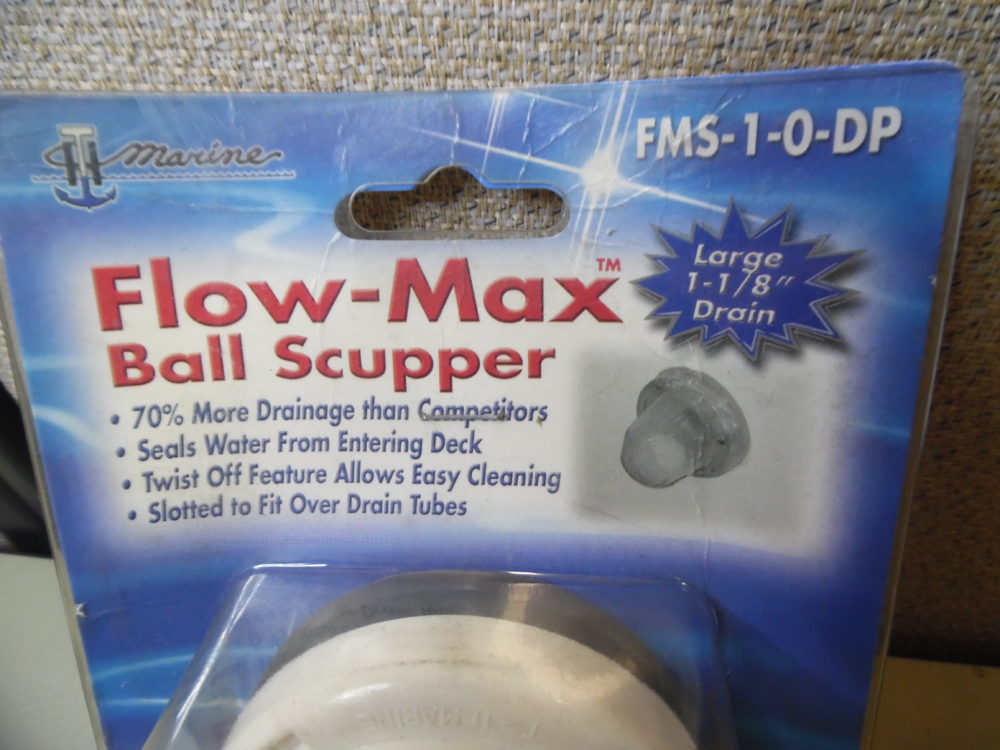 TH Marine
FMS-1-0-DP
Flow-Max™
Ball Scupper
Large
1-1/8"
Drain
• 70% More Drainage than Competitors
• Seals Water From Entering Deck
• Twist Off Feature Allows Easy Cleaning
• Slotted to Fit Over Drain Tubes